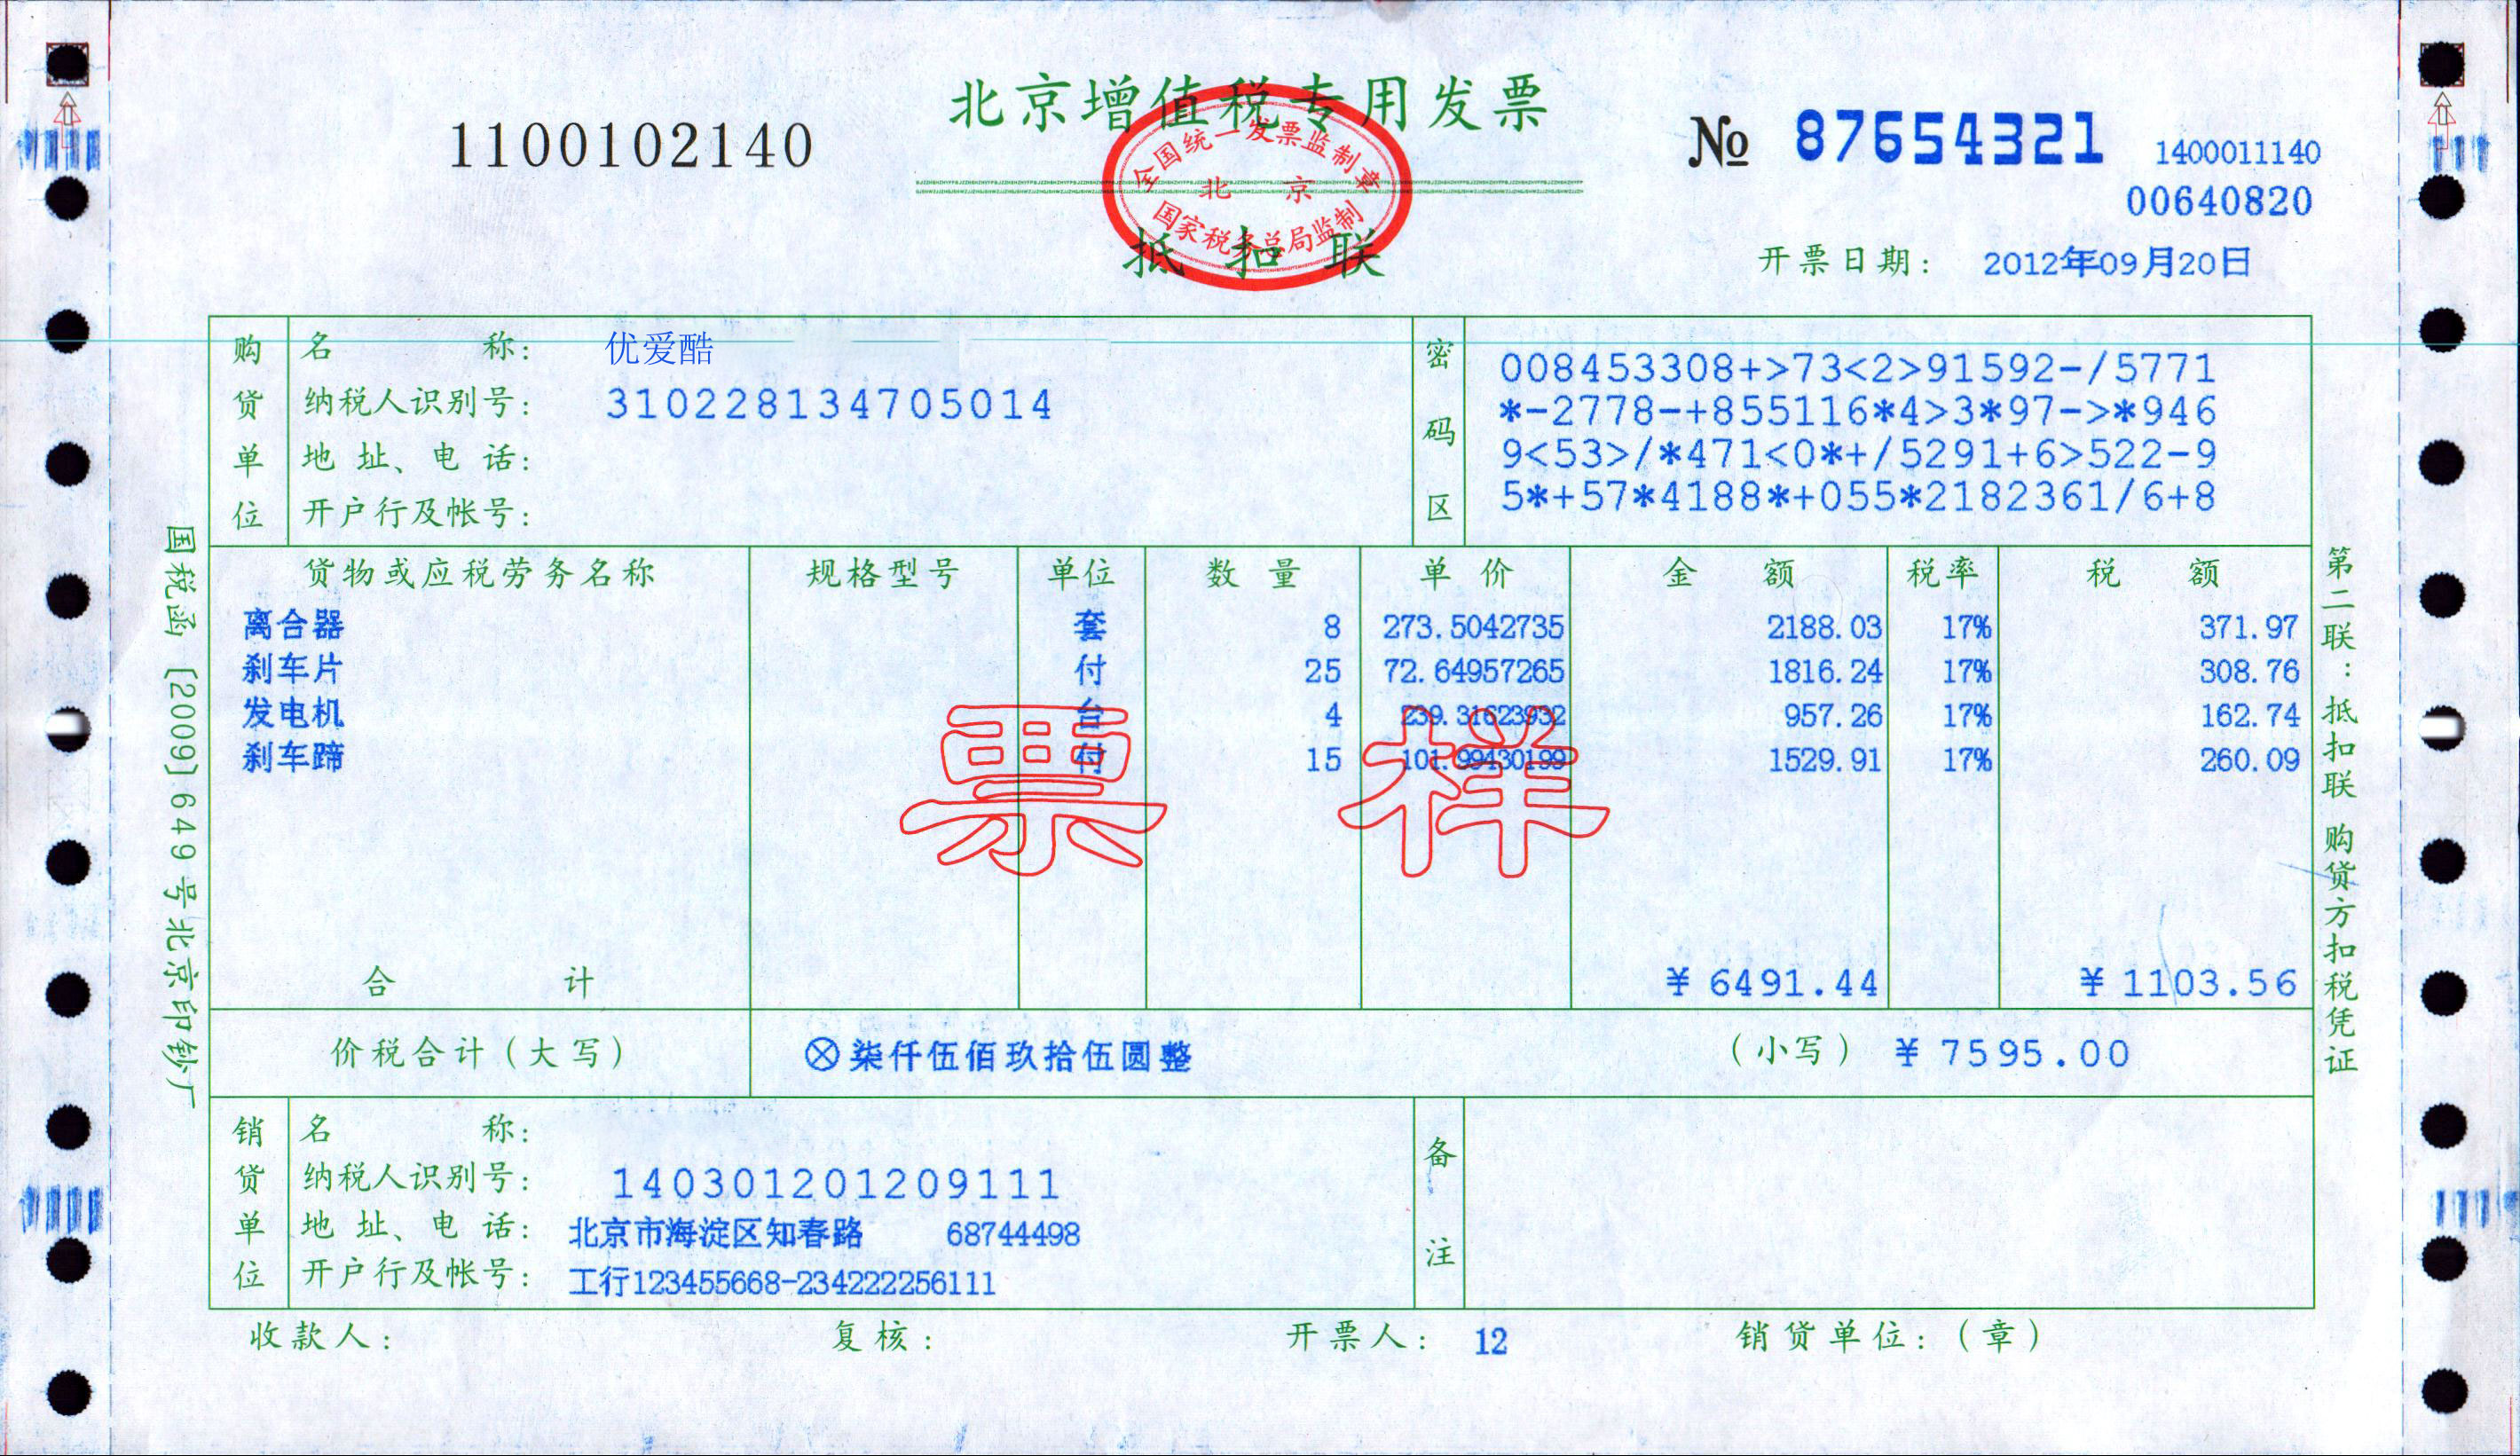 北京增值税专用发票
1100102140
№ 87654321
1400011140
00640820
全国统一发票监制章
北京
国家税务总局监制
抵扣联
开票日期: 2012年09月20日
购货单位
名称: 优爱酷
纳税人识别号: 310228134705014
地址、电话:
开户行及帐号:
密码区
008453308+>73<2>91592-/5771
*-2778-+855116*4>3*97->*946
9<53>/*471<0*+/5291+6>522-9
5*+57*4188*+055*2182361/6+8
货物或应税劳务名称 规格型号 单位 数量 单价 金额 税率 税额
离合器 套 8 273.5042735 2188.03 17% 371.97
刹车片 付 25 72.64957265 1816.24 17% 308.76
发电机 台 4 239.31623932 957.26 17% 162.74
刹车蹄 付 15 101.99430199 1529.91 17% 260.09
票样
合计 ¥6491.44 ¥1103.56
价税合计(大写) ⊗柒仟伍佰玖拾伍圆整 (小写) ¥7595.00
销货单位
名称:
纳税人识别号: 140301201209111
地址、电话: 北京市海淀区知春路 68744498
开户行及帐号: 工行123455668-234222256111
备注
收款人: 复核: 开票人: 12 销货单位:(章)
国税函[2009]649号北京印钞厂
第二联:抵扣联 购货方扣税凭证